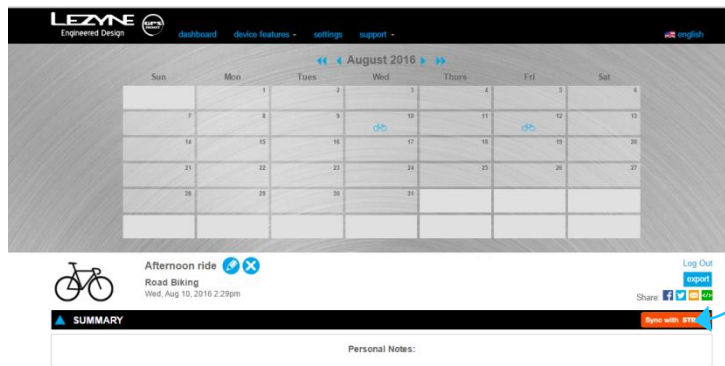 LEZYNE
Engineered Design
GPS
dashboard device features settings support
english
August 2016
Sun Mon Tues Wed Thurs Fri Sat
1 2 3 4 5 6
7 8 9 10 11 12 13
14 15 16 17 18 19 20
21 22 23 24 25 26 27
28 29 30 31
Afternoon ride
Road Biking
Wed, Aug 10, 2016 2:29pm
Log Out
export
Share:
SUMMARY
Sync with
Personal Notes: